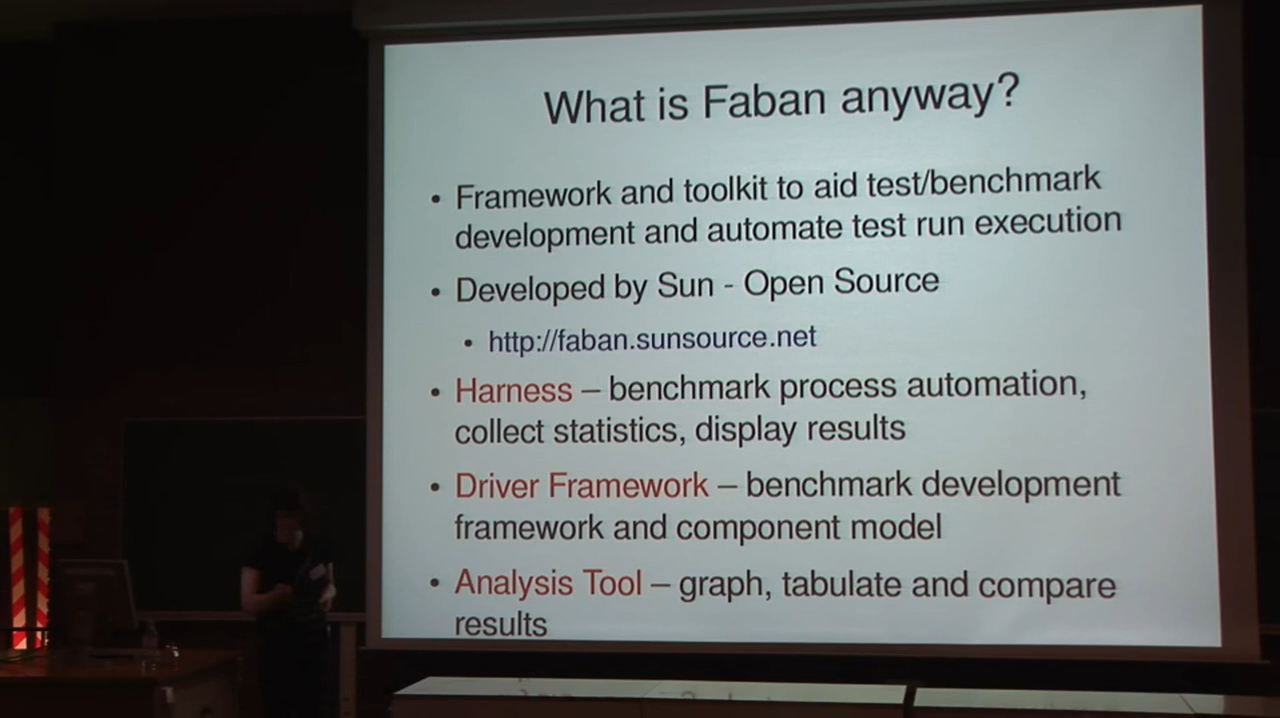 What is Faban anyway?
• Framework and toolkit to aid test/benchmark
development and automate test run execution
• Developed by Sun - Open Source
• http://faban.sunsource.net
• Harness – benchmark process automation,
collect statistics, display results
• Driver Framework – benchmark development
framework and component model
• Analysis Tool – graph, tabulate and compare
results